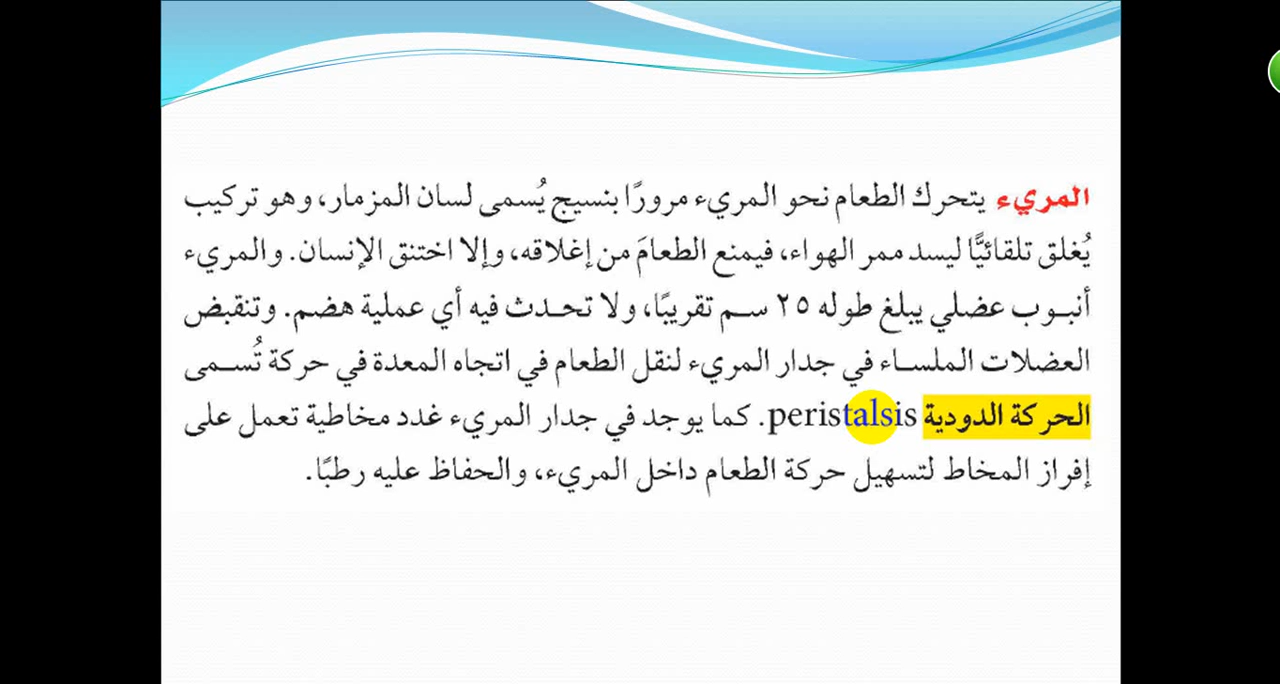 المريء يتحرك الطعام نحو المريء مرورًا بنسيج يُسمى لسان المزمار، وهو تركيب
يُغلق تلقائيًّا ليسد ممر الهواء، فيمنع الطعامَ من إغلاقه، وإلا اختنق الإنسان. والمريء
أنبوب عضلي يبلغ طوله ٢٥ سم تقريبًا، ولا تحدث فيه أي عملية هضم. وتنقبض
العضلات الملساء في جدار المريء لنقل الطعام في اتجاه المعدة في حركة تُسمى
الحركة الدودية peristalsis. كما يوجد في جدار المريء غدد مخاطية تعمل على
إفراز المخاط لتسهيل حركة الطعام داخل المريء، والحفاظ عليه رطبًا.